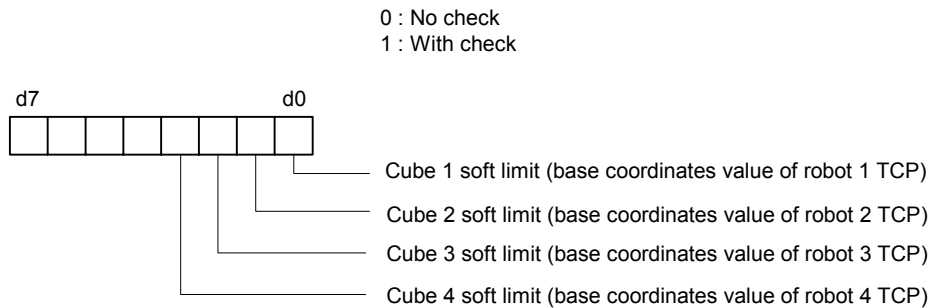 0 : No check
1 : With check
d7 d0
Cube 1 soft limit (base coordinates value of robot 1 TCP)
Cube 2 soft limit (base coordinates value of robot 2 TCP)
Cube 3 soft limit (base coordinates value of robot 3 TCP)
Cube 4 soft limit (base coordinates value of robot 4 TCP)